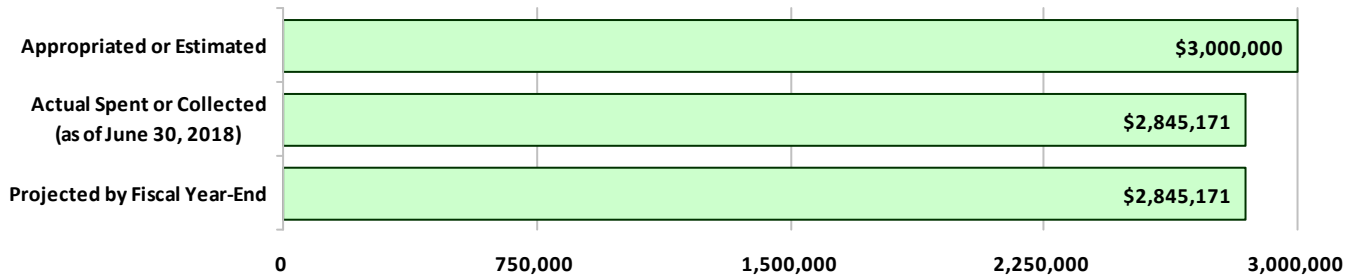 Appropriated or Estimated
$3,000,000
Actual Spent or Collected
(as of June 30, 2018)
$2,845,171
Projected by Fiscal Year-End
$2,845,171
0 750,000 1,500,000 2,250,000 3,000,000